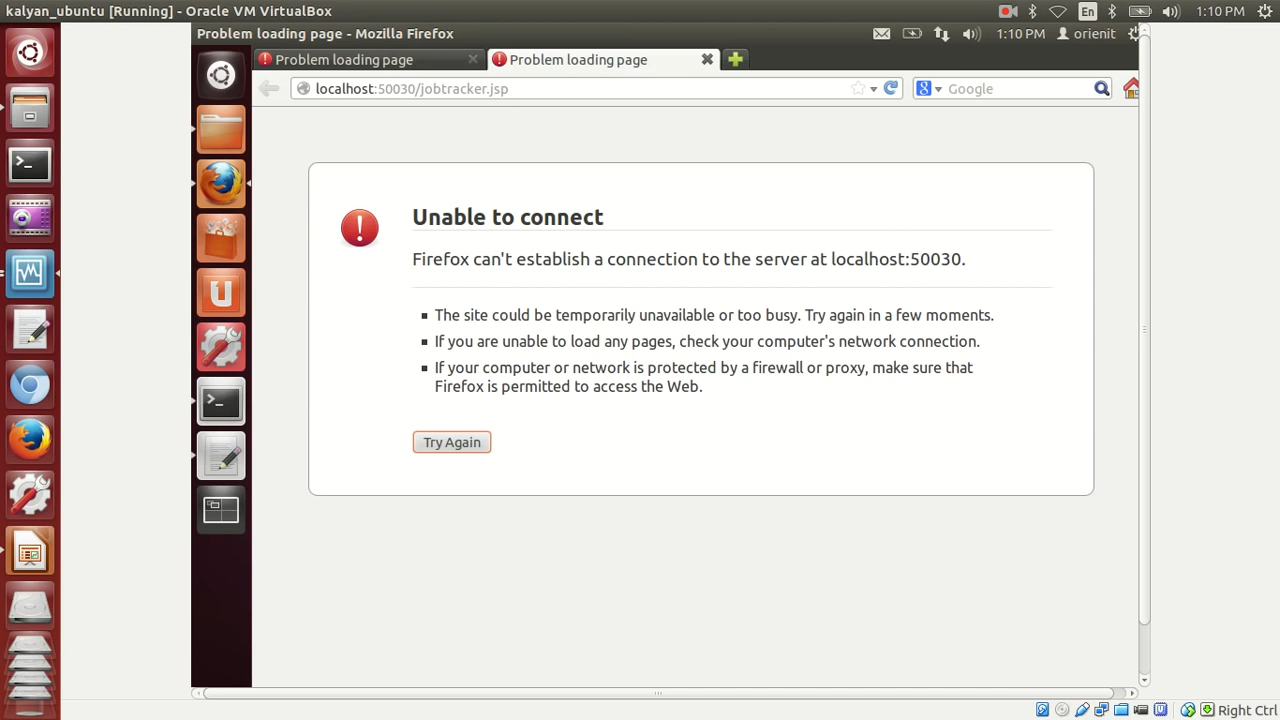 kalyan_ubuntu [Running] - Oracle VM VirtualBox
En
1:10 PM
Problem loading page - Mozilla Firefox
1:10 PM
orienit
Problem loading page
Problem loading page
localhost:50030/jobtracker.jsp
Google
Unable to connect
Firefox can't establish a connection to the server at localhost:50030.
The site could be temporarily unavailable or too busy. Try again in a few moments.
If you are unable to load any pages, check your computer's network connection.
If your computer or network is protected by a firewall or proxy, make sure that
Firefox is permitted to access the Web.
Try Again
Right Ctrl